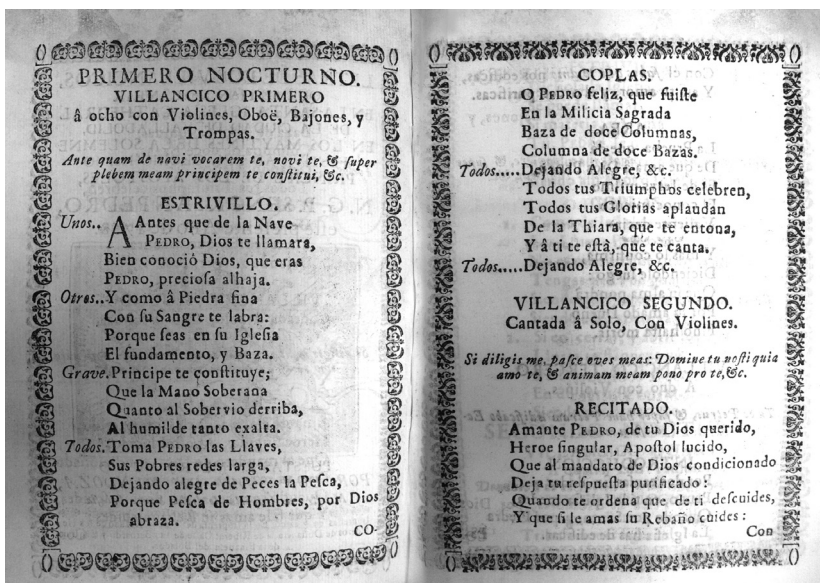 PRIMERO NOCTURNO.
VILLANCICO PRIMERO
â ocho con Violines, Oboë, Bajones, y
Trompas.
Ante quam de novi vocarem te, novi te, & ſuper
plebem meam principem te conſtitui, &c.
ESTRIVILLO.
Unos.. A Antes que de la Nave
PEDRO, Dios te llamara,
Bien conoció Dios, que eras
PEDRO, precioſa alhaja.
Otros..Y como â Piedra fina
Con ſu Sangre te labra:
Porque ſeas en ſu Igleſia
El fundamento, y Baza.
Grave.Principe te conſtituye;
Que la Mano Soberana
Quanto al Sobervio derriba,
Al humilde tanto exalta.
Todos.Toma PEDRO las Llaves,
Sus Pobres redes larga,
Dejando alegre de Peces la Peſca,
Porque Peſca de Hombres, por Dios
abraza.
CO-
COPLAS.
O PEDRO feliz, que fuiſte
En la Milicia Sagrada
Baza de doce Columnas,
Columna de doce Bazas.
Todos.....Dejando Alegre, &c.
Todos tus Triumphos celebren,
Todos tus Glorias aplaudan
De la Thiara, que te entona,
Y â ti te eſtâ, que te canta.
Todos.....Dejando Alegre, &c.
VILLANCICO SEGUNDO.
Cantada â Solo, Con Violines.
Si diligis me, paſce oves meas: Domine tu noſti quia
amo te, & animam meam pono pro te,&c.
RECITADO.
Amante PEDRO, de tu Dios querido,
Heroe ſingular, Apoſtol lucido,
Que al mandato de Dios condicionado
Deja tu reſpueſta purificado:
Quando te ordena que de ti deſcuides,
Y que ſi le amas ſu Rebaño cuides:
Con